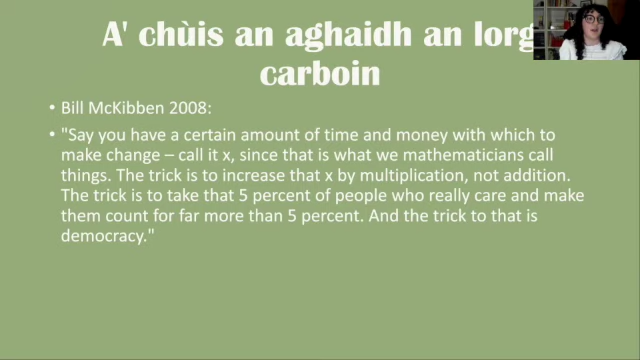 A' chùis an aghaidh an lorg
carboin
• Bill McKibben 2008:
• "Say you have a certain amount of time and money with which to
make change – call it x, since that is what we mathematicians call
things. The trick is to increase that x by multiplication, not addition.
The trick is to take that 5 percent of people who really care and make
them count for far more than 5 percent. And the trick to that is
democracy."